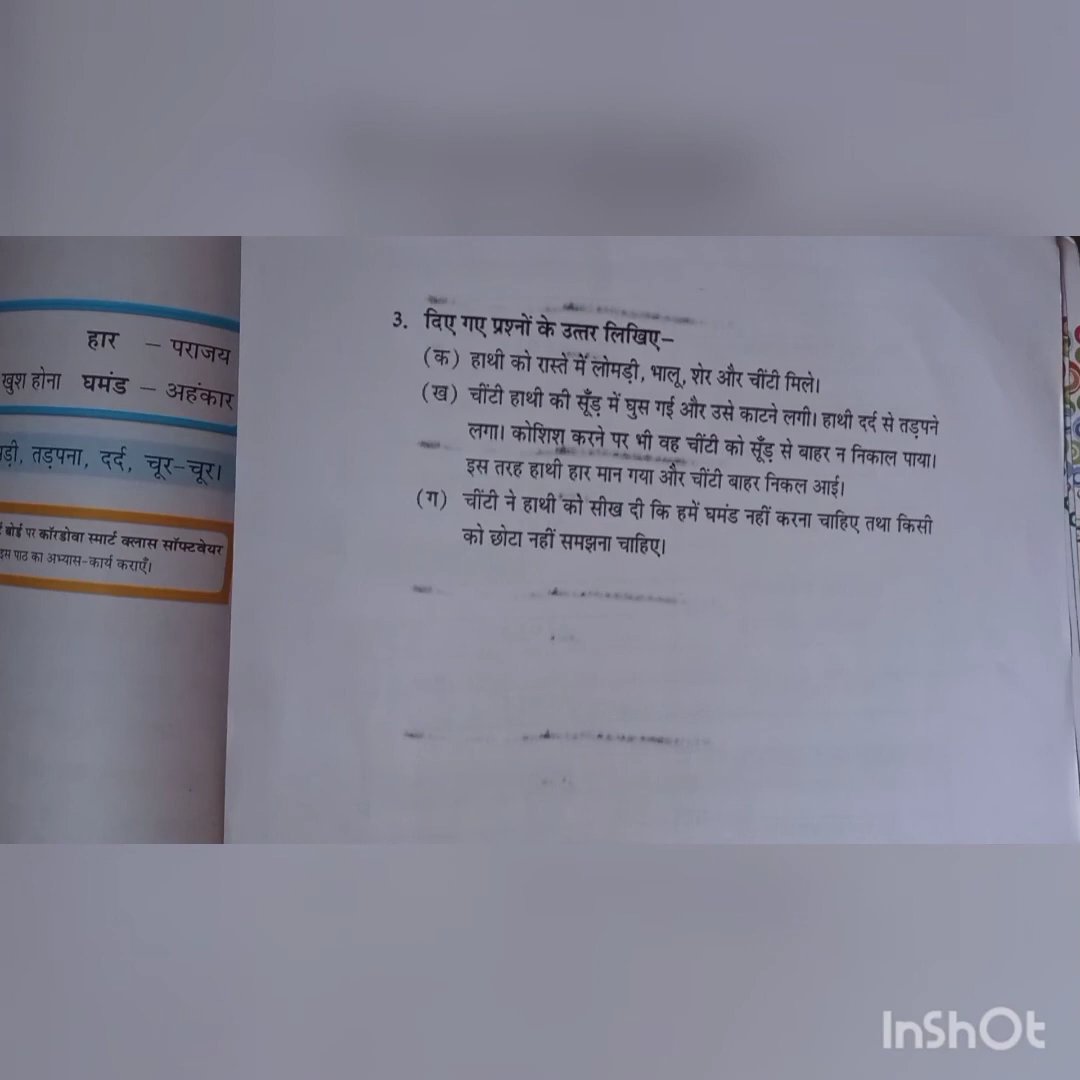 हार – पराजय
खुश होना घमंड – अहंकार
तड़पना, दर्द, चूर-चूर।
बोर्ड पर कॉरडोवा स्मार्ट क्लास सॉफ्टवेयर
इस पाठ का अभ्यास-कार्य कराएँ।
3. दिए गए प्रश्नों के उत्तर लिखिए–
(क) हाथी को रास्ते में लोमड़ी, भालू, शेर और चींटी मिले।
(ख) चींटी हाथी की सूँड़ में घुस गई और उसे काटने लगी। हाथी दर्द से तड़पने
लगा। कोशिश करने पर भी वह चींटी को सूँड़ से बाहर न निकाल पाया।
इस तरह हाथी हार मान गया और चींटी बाहर निकल आई।
(ग) चींटी ने हाथी को सीख दी कि हमें घमंड नहीं करना चाहिए तथा किसी
को छोटा नहीं समझना चाहिए।
InShOt